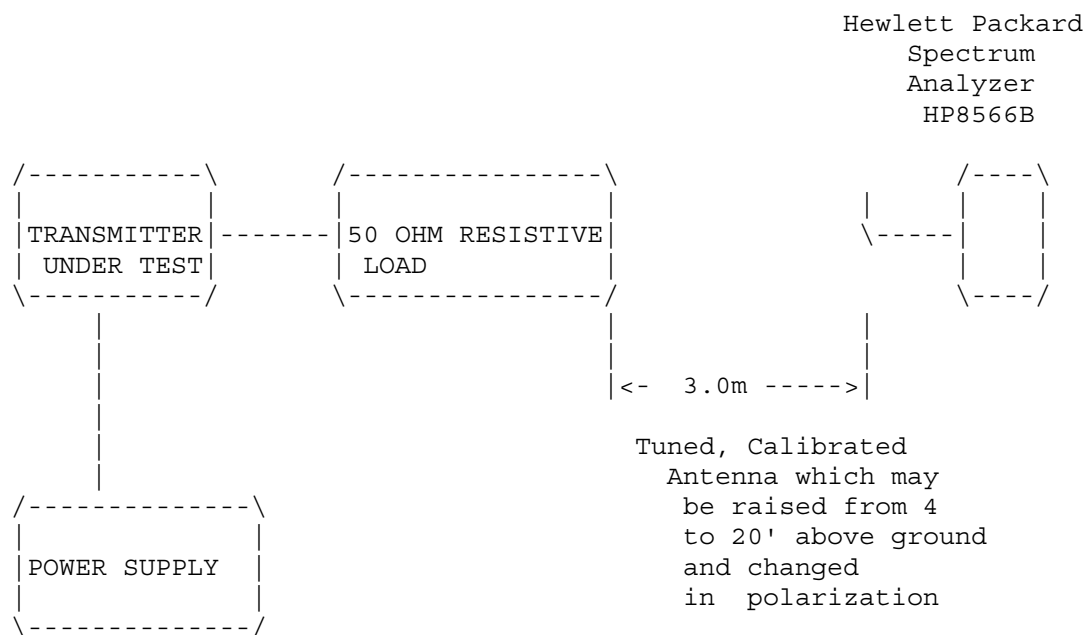 Hewlett Packard
Spectrum
Analyzer
HP8566B
TRANSMITTER
UNDER TEST
50 OHM RESISTIVE
LOAD
<- 3.0m ----->
Tuned, Calibrated
Antenna which may
be raised from 4
to 20' above ground
and changed
in polarization
POWER SUPPLY